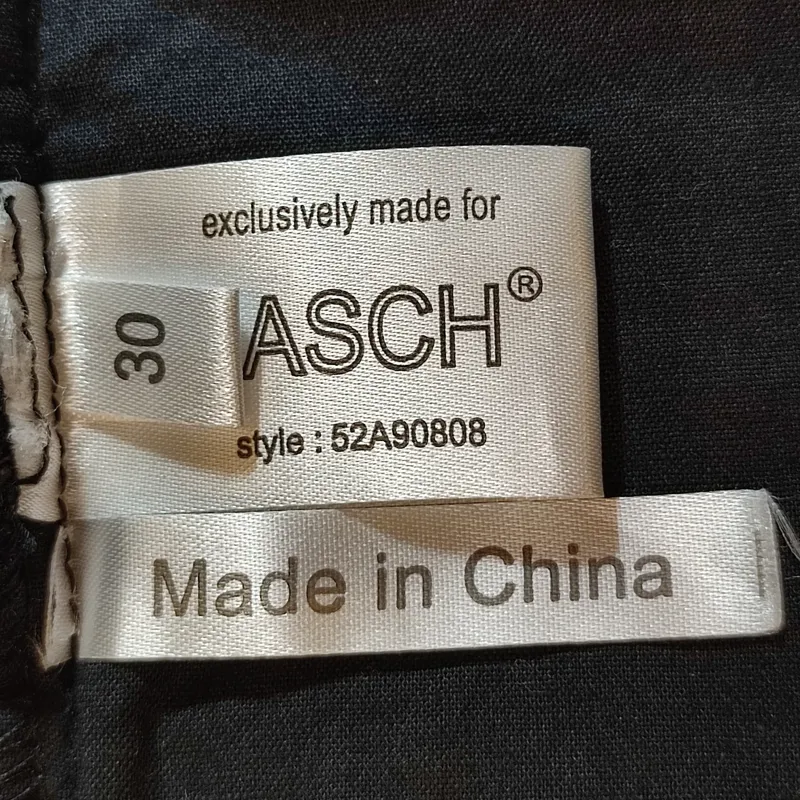 exclusively made for
ASCH®
30
style : 52A90808
Made in China